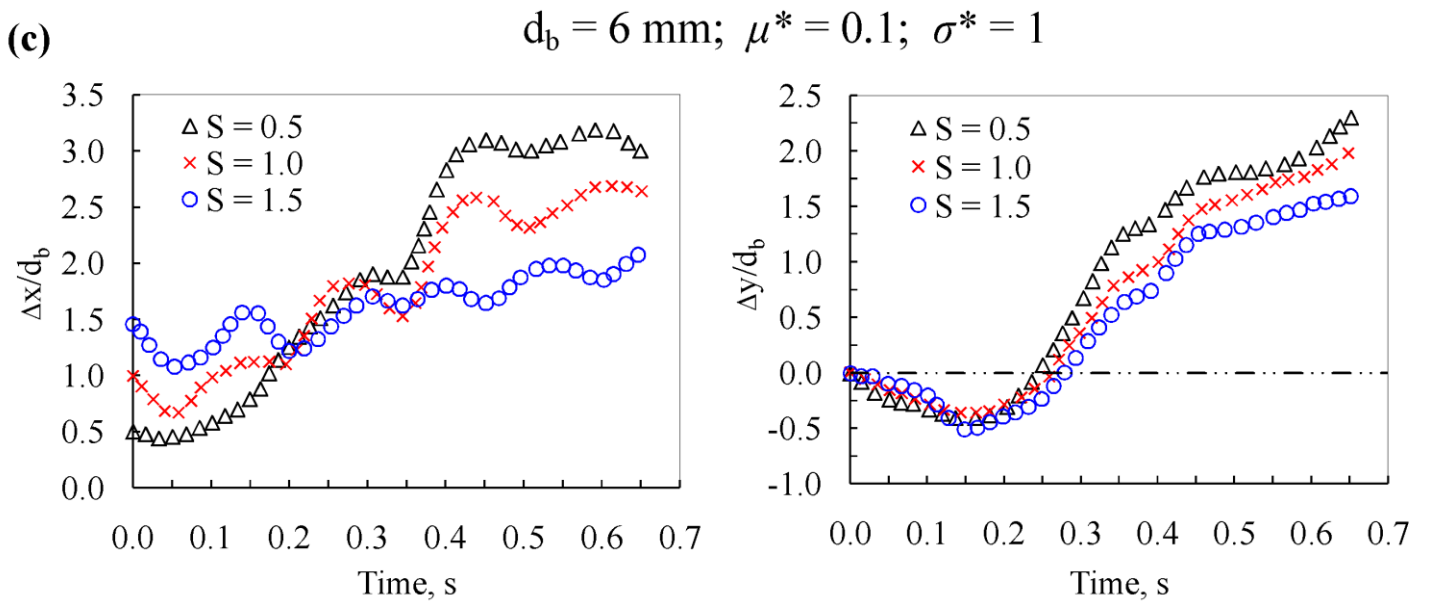 (c)
d_b = 6 mm; μ* = 0.1; σ* = 1
Δx/d_b
3.5
3.0
2.5
2.0
1.5
1.0
0.5
0.0
S = 0.5
S = 1.0
S = 1.5
0.0 0.1 0.2 0.3 0.4 0.5 0.6 0.7
Time, s
Δy/d_b
2.5
2.0
1.5
1.0
0.5
0.0
-0.5
-1.0
S = 0.5
S = 1.0
S = 1.5
0.0 0.1 0.2 0.3 0.4 0.5 0.6 0.7
Time, s